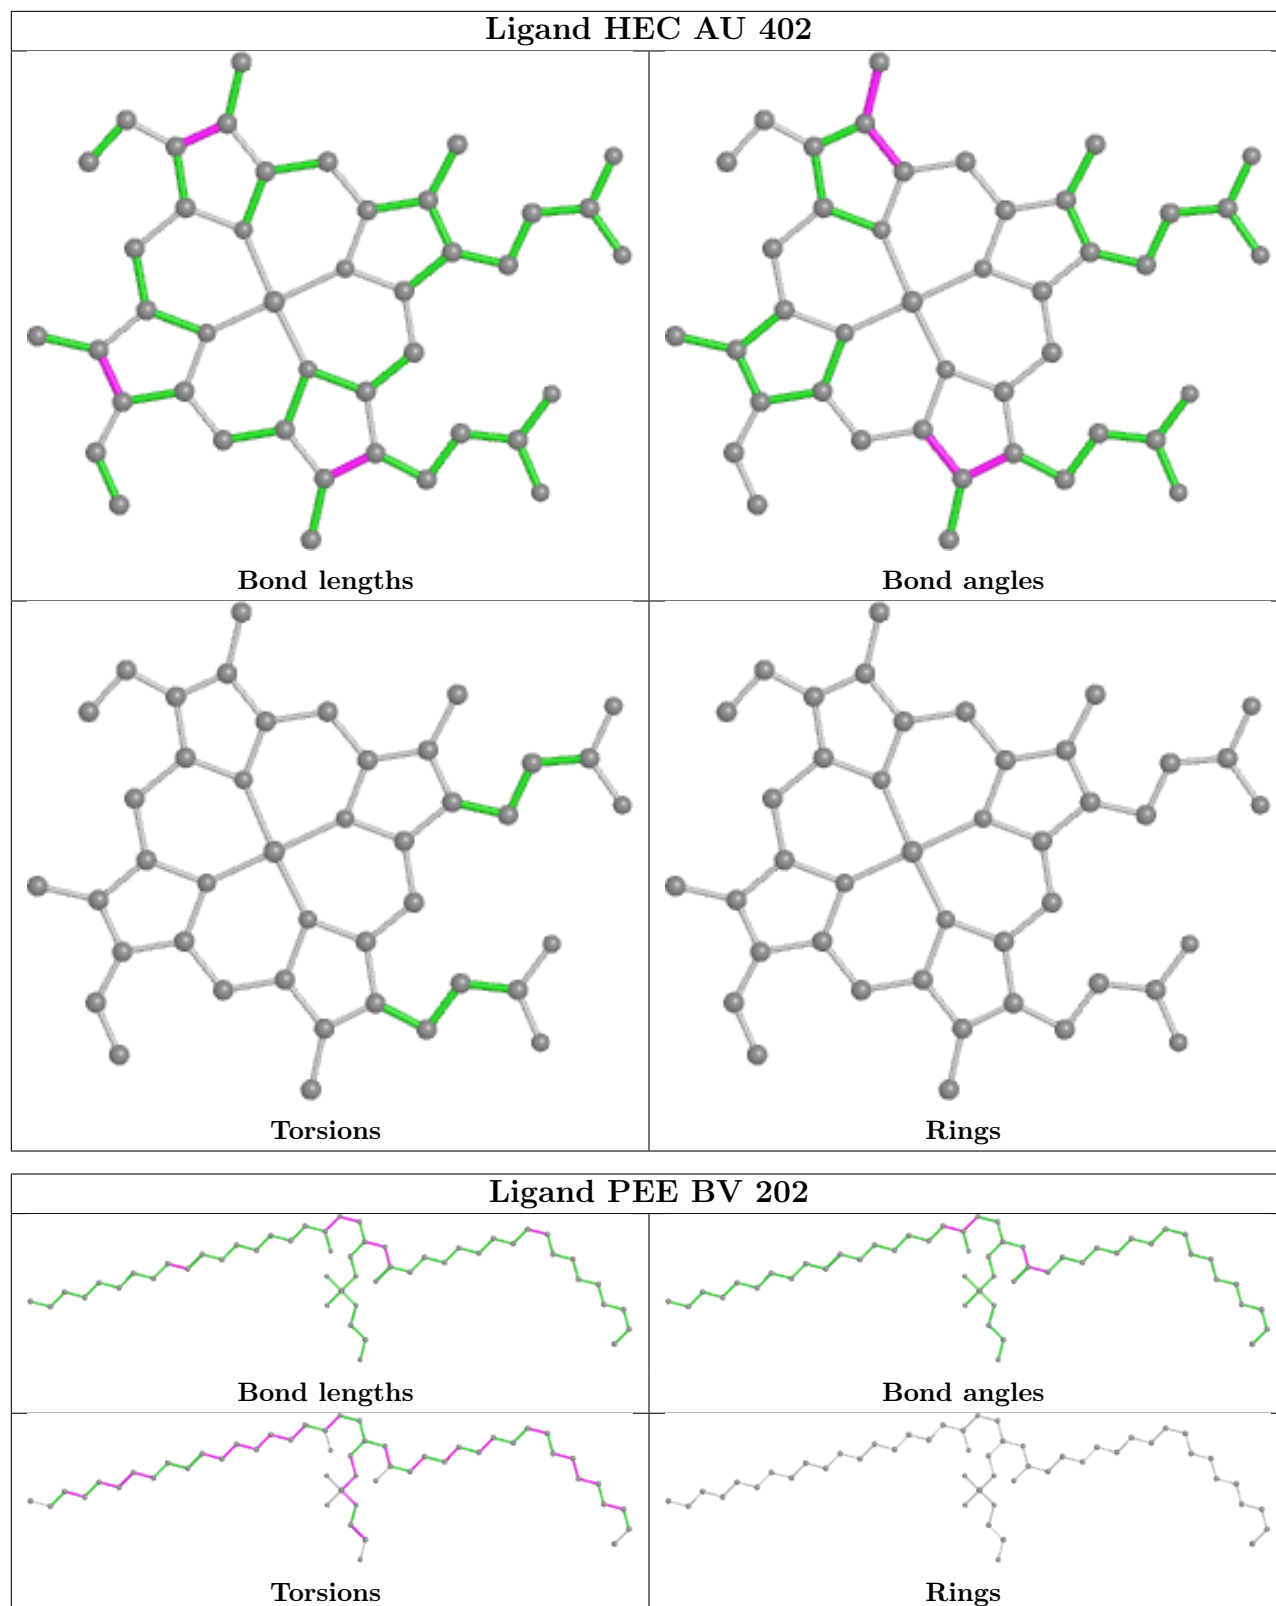 Ligand HEC AU 402
Bond lengths
Bond angles
Torsions
Rings
Ligand PEE BV 202
Bond lengths
Bond angles
Torsions
Rings